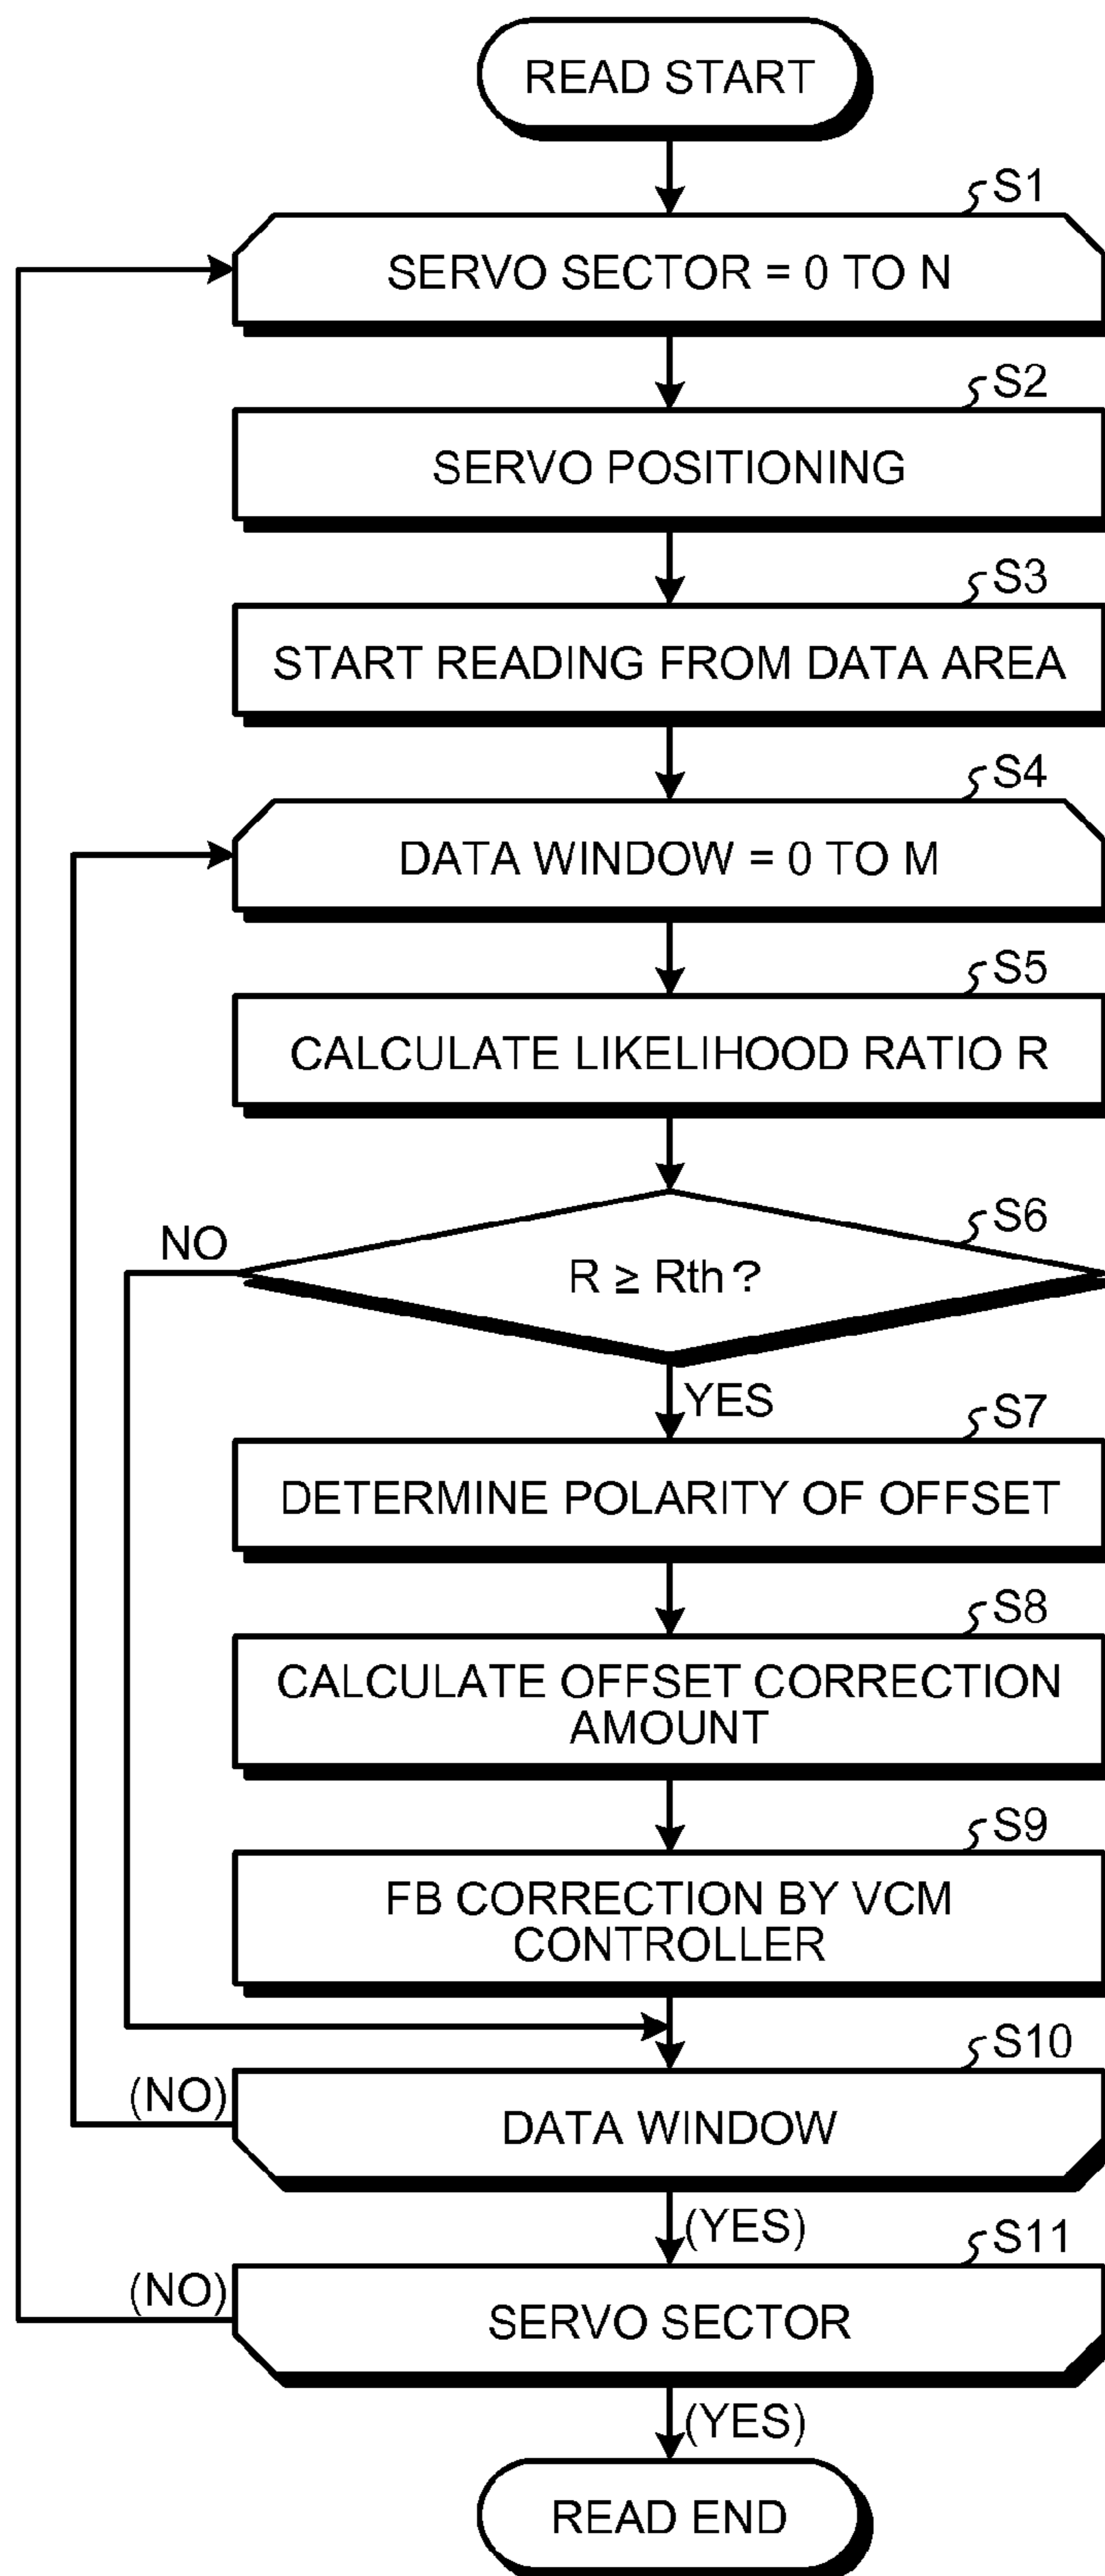 READ START
S1
SERVO SECTOR = 0 TO N
S2
SERVO POSITIONING
S3
START READING FROM DATA AREA
S4
DATA WINDOW = 0 TO M
S5
CALCULATE LIKELIHOOD RATIO R
S6
NO
R ≥ Rth ?
YES
S7
DETERMINE POLARITY OF OFFSET
S8
CALCULATE OFFSET CORRECTION
AMOUNT
S9
FB CORRECTION BY VCM
CONTROLLER
S10
(NO)
DATA WINDOW
(YES)
S11
(NO)
SERVO SECTOR
(YES)
READ END